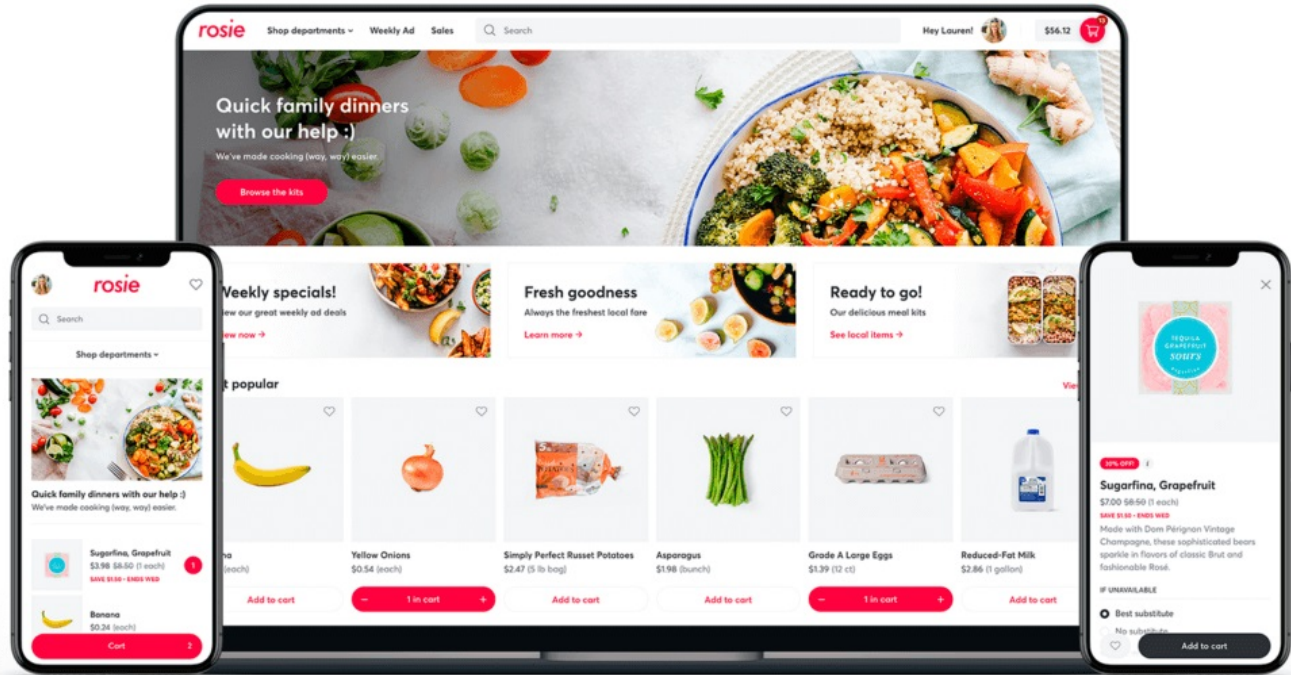 rosie
Shop departments
Weekly Ad
Sales
Search
Hey Lauren!
$56.12
13
Quick family dinners
with our help :)
We've made cooking (way, way) easier.
Browse the kits
Weekly specials!
our great weekly ad deals
now →
Fresh goodness
Always the freshest local fare
Learn more →
Ready to go!
Our delicious meal kits
See local items →
popular
(each)
Add to cart
Yellow Onions
$0.54 (each)
− 1 in cart +
Simply Perfect Russet Potatoes
$2.47 (5 lb bag)
Add to cart
Asparagus
$1.98 (bunch)
Add to cart
Grade A Large Eggs
$1.39 (12 ct)
− 1 in cart +
Reduced-Fat Milk
$2.86 (1 gallon)
Add to cart
rosie
Search
Shop departments
Quick family dinners with our help :)
We've made cooking (way, way) easier.
Sugarfina, Grapefruit
$3.98 $8.50 (1 each)
SAVE $1.50 - ENDS WED
1
Banana
$0.24 (each)
Cart 2
TEQUILA
GRAPEFRUIT
SOURS
sugarfina
30% OFF!
i
Sugarfina, Grapefruit
$7.00 $8.50 (1 each)
SAVE $1.50 - ENDS WED
Made with Dom Pérignon Vintage
Champagne, these sophisticated bears
sparkle in flavors of classic Brut and
fashionable Rosé.
IF UNAVAILABLE
Best substitute
No substitute
Add to cart